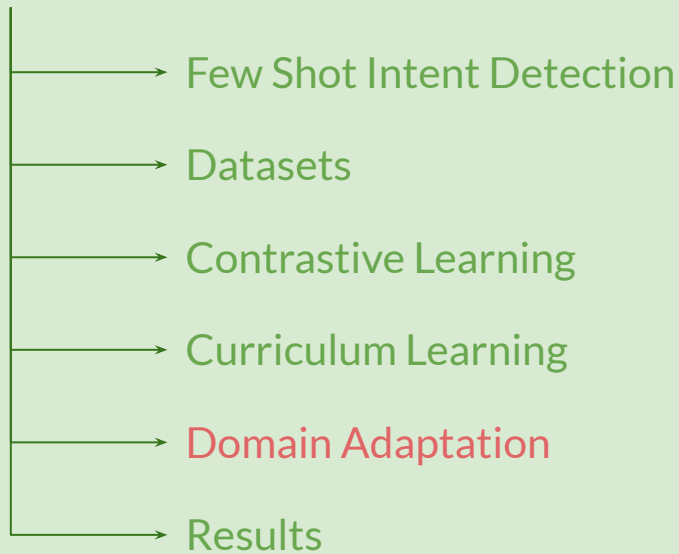 Few Shot Intent Detection
Datasets
Contrastive Learning
Curriculum Learning
Domain Adaptation
Results